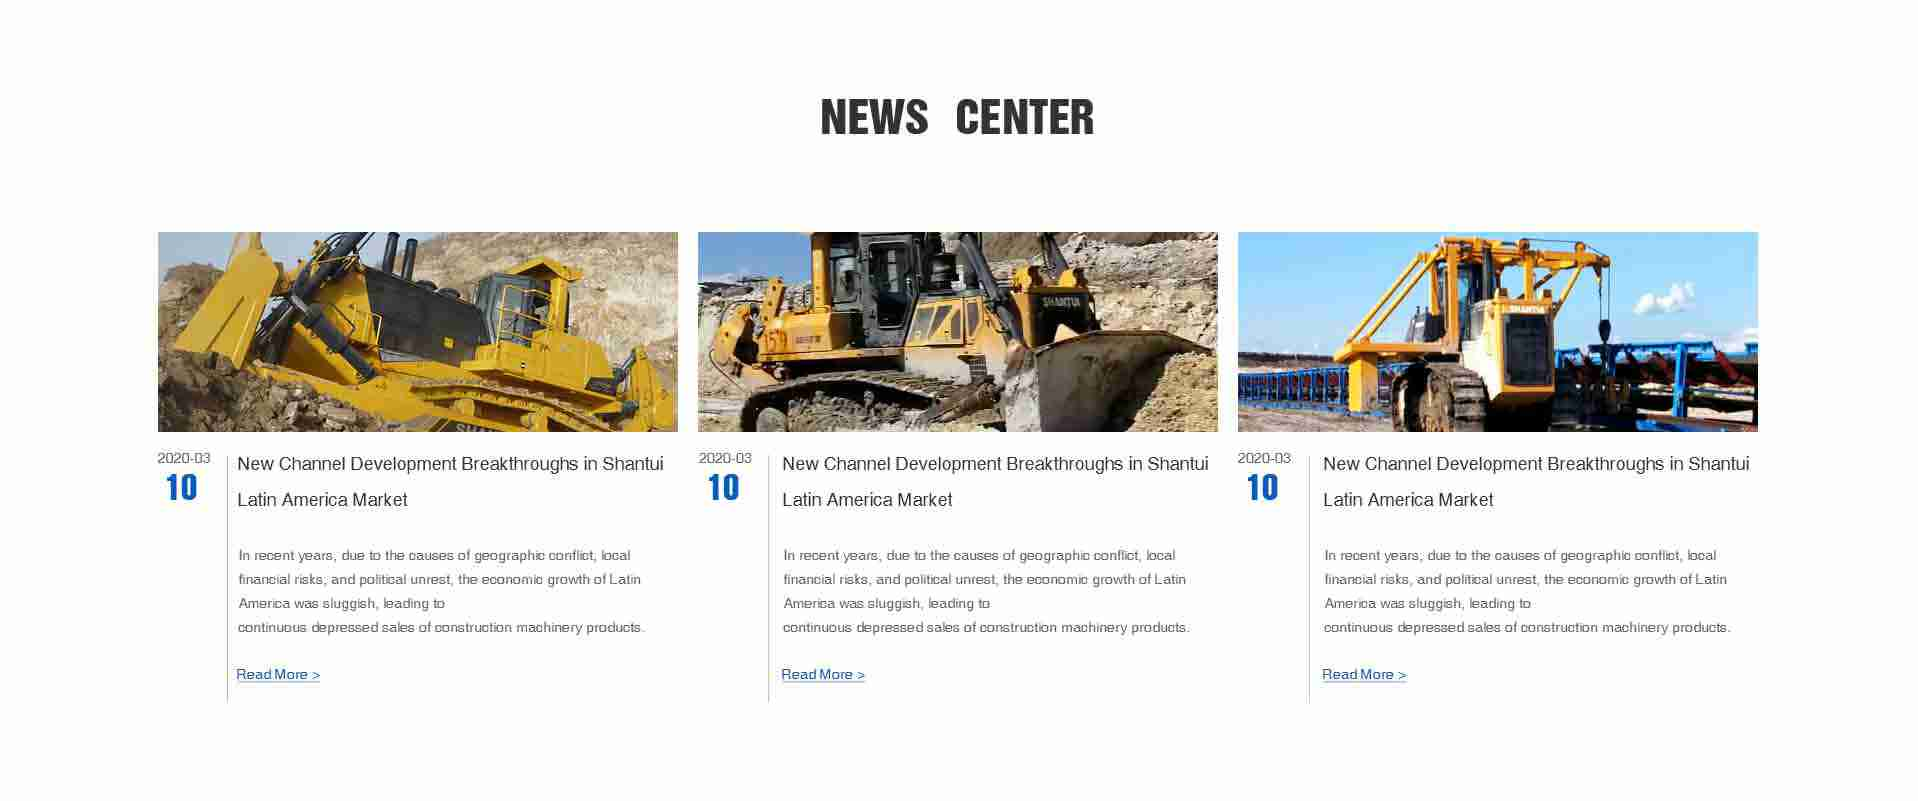 NEWS CENTER
SHANTUI
SHANTUI
2020-03
10
New Channel Development Breakthroughs in Shantui
Latin America Market
In recent years, due to the causes of geographic conflict, local
financial risks, and political unrest, the economic growth of Latin
America was sluggish, leading to
continuous depressed sales of construction machinery products.
Read More >
2020-03
10
New Channel Development Breakthroughs in Shantui
Latin America Market
In recent years, due to the causes of geographic conflict, local
financial risks, and political unrest, the economic growth of Latin
America was sluggish, leading to
continuous depressed sales of construction machinery products.
Read More >
2020-03
10
New Channel Development Breakthroughs in Shantui
Latin America Market
In recent years, due to the causes of geographic conflict, local
financial risks, and political unrest, the economic growth of Latin
America was sluggish, leading to
continuous depressed sales of construction machinery products.
Read More >